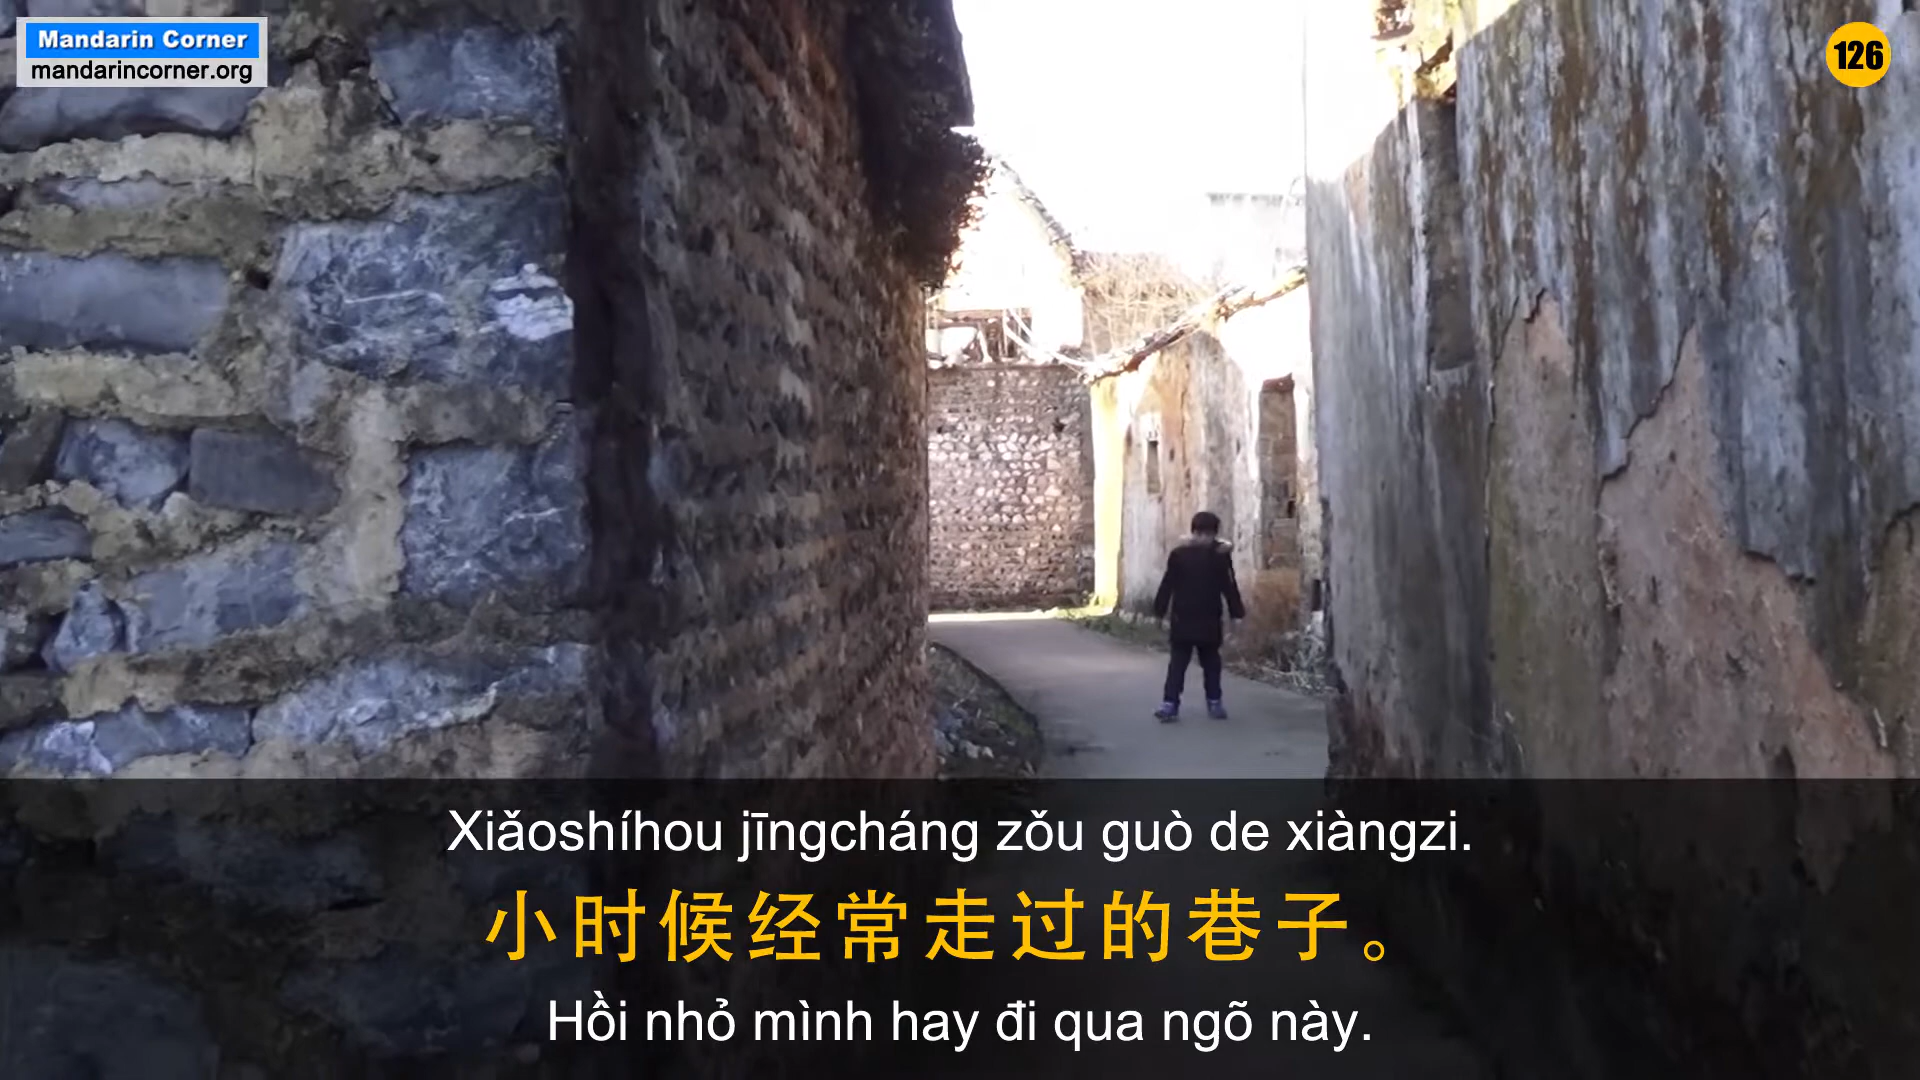 Mandarin Corner
mandarincorner.org
126
Xiǎoshíhou jīngcháng zǒu guò de xiàngzi.
小时候经常走过的巷子。
Hồi nhỏ mình hay đi qua ngõ này.